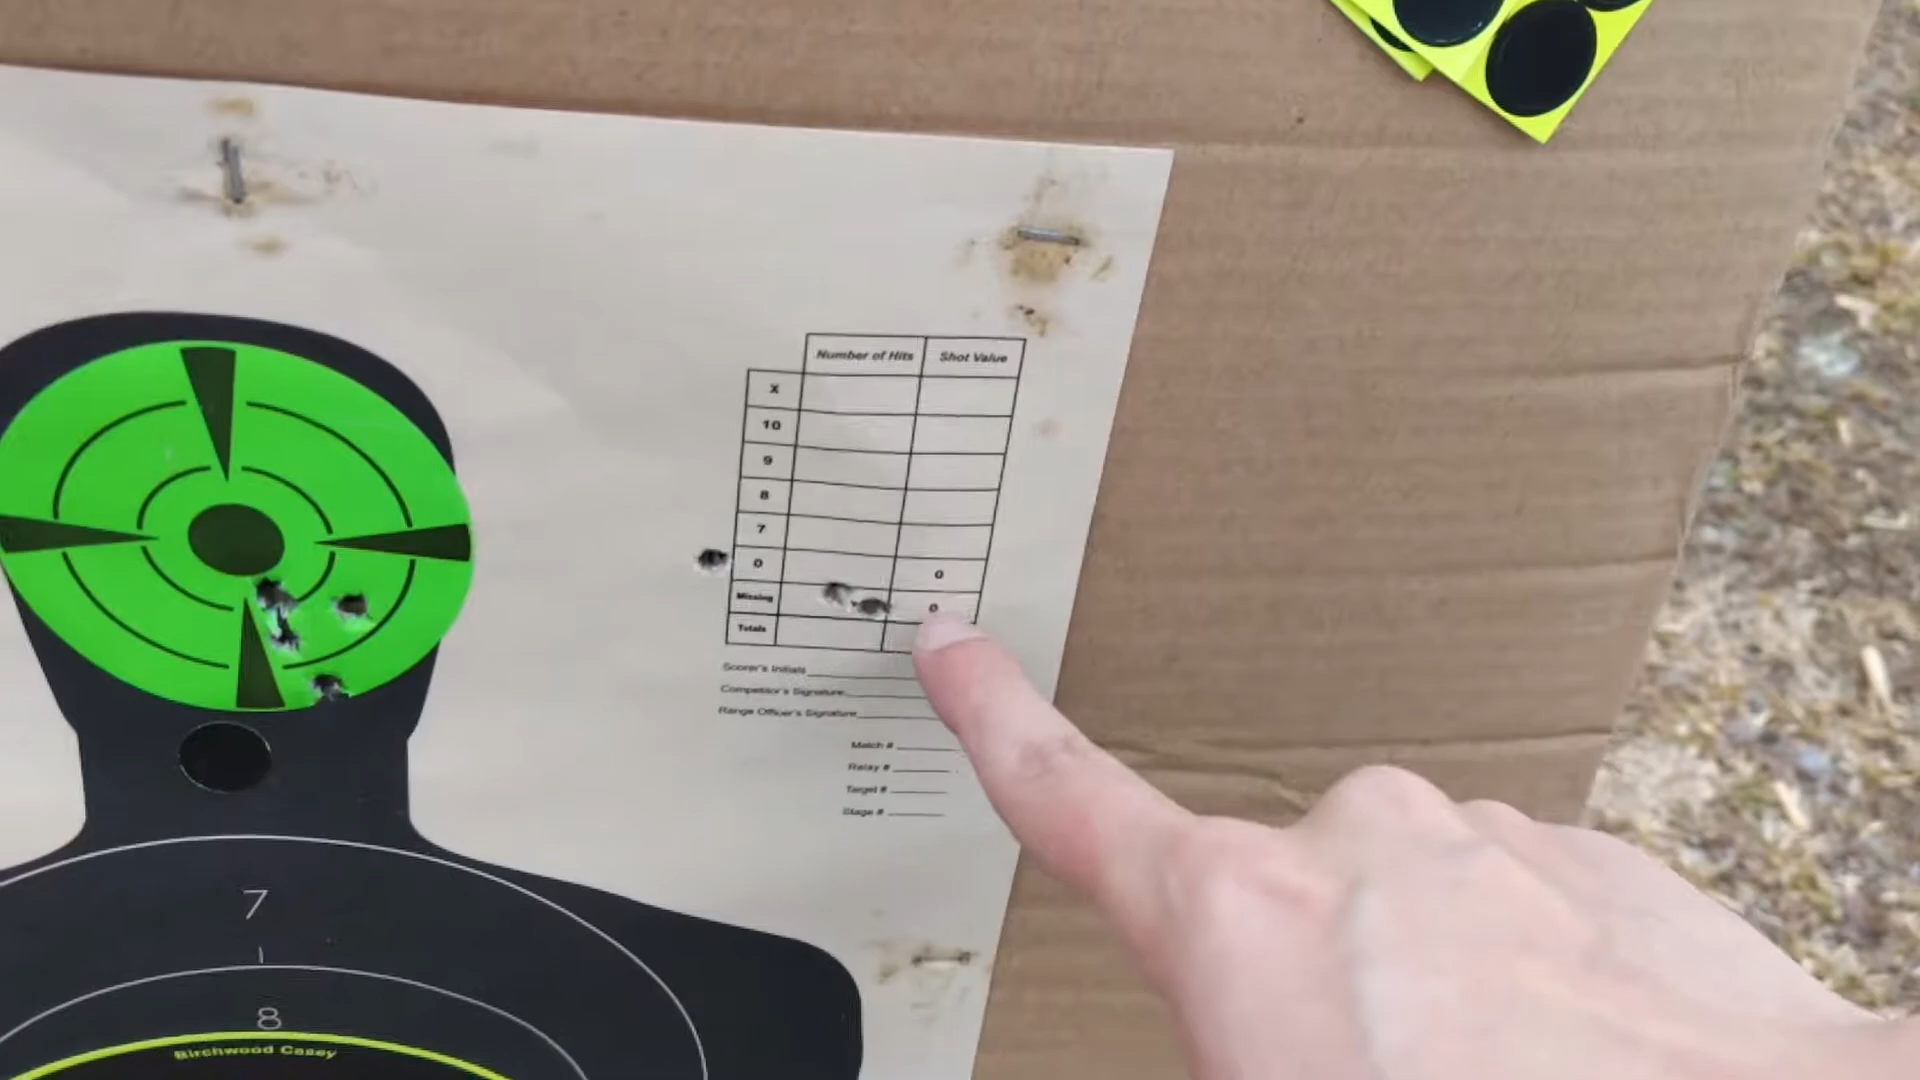 Number of Hits Shot Value
X
10
9
8
7
0 0
Missing 0
Totals
Scorer's Initials
Competitor's Signature
Range Officer's Signature
Match #
Relay #
Target #
Stage #
7
8
Birchwood Casey